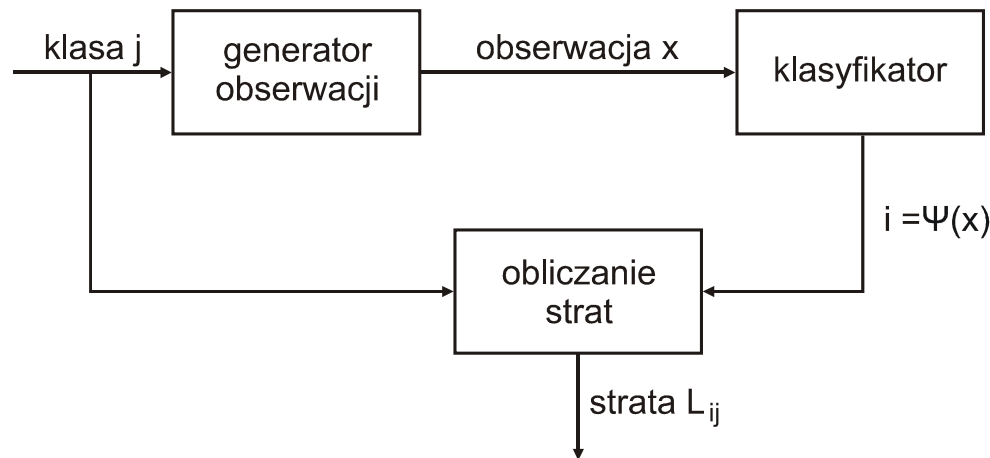 klasa j
generator
obserwacji
obserwacja x
klasyfikator
i =Ψ(x)
obliczanie
strat
strata L_ij